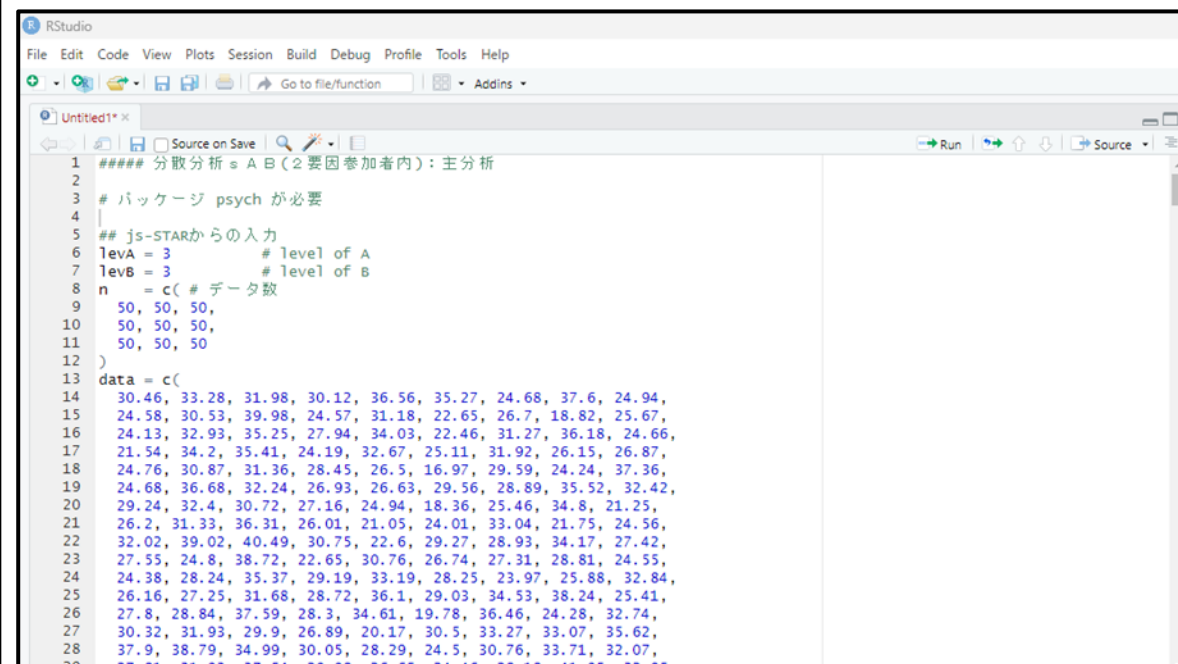 RStudio
File Edit Code View Plots Session Build Debug Profile Tools Help
Go to file/function Addins
Untitled1* ×
Source on Save Run Source
1 ##### 分散分析ｓＡＢ(２要因参加者内)：主分析
2
3 # パッケージ psych が必要
4
5 ## js-STARからの入力
6 levA = 3 # level of A
7 levB = 3 # level of B
8 n = c( # データ数
9 50, 50, 50,
10 50, 50, 50,
11 50, 50, 50
12 )
13 data = c(
14 30.46, 33.28, 31.98, 30.12, 36.56, 35.27, 24.68, 37.6, 24.94,
15 24.58, 30.53, 39.98, 24.57, 31.18, 22.65, 26.7, 18.82, 25.67,
16 24.13, 32.93, 35.25, 27.94, 34.03, 22.46, 31.27, 36.18, 24.66,
17 21.54, 34.2, 35.41, 24.19, 32.67, 25.11, 31.92, 26.15, 26.87,
18 24.76, 30.87, 31.36, 28.45, 26.5, 16.97, 29.59, 24.24, 37.36,
19 24.68, 36.68, 32.24, 26.93, 26.63, 29.56, 28.89, 35.52, 32.42,
20 29.24, 32.4, 30.72, 27.16, 24.94, 18.36, 25.46, 34.8, 21.25,
21 26.2, 31.33, 36.31, 26.01, 21.05, 24.01, 33.04, 21.75, 24.56,
22 32.02, 39.02, 40.49, 30.75, 22.6, 29.27, 28.93, 34.17, 27.42,
23 27.55, 24.8, 38.72, 22.65, 30.76, 26.74, 27.31, 28.81, 24.55,
24 24.38, 28.24, 35.37, 29.19, 33.19, 28.25, 23.97, 25.88, 32.84,
25 26.16, 27.25, 31.68, 28.72, 36.1, 29.03, 34.53, 38.24, 25.41,
26 27.8, 28.84, 37.59, 28.3, 34.61, 19.78, 36.46, 24.28, 32.74,
27 30.32, 31.93, 29.9, 26.89, 20.17, 30.5, 33.27, 33.07, 35.62,
28 37.9, 38.79, 34.99, 30.05, 28.29, 24.5, 30.76, 33.71, 32.07,